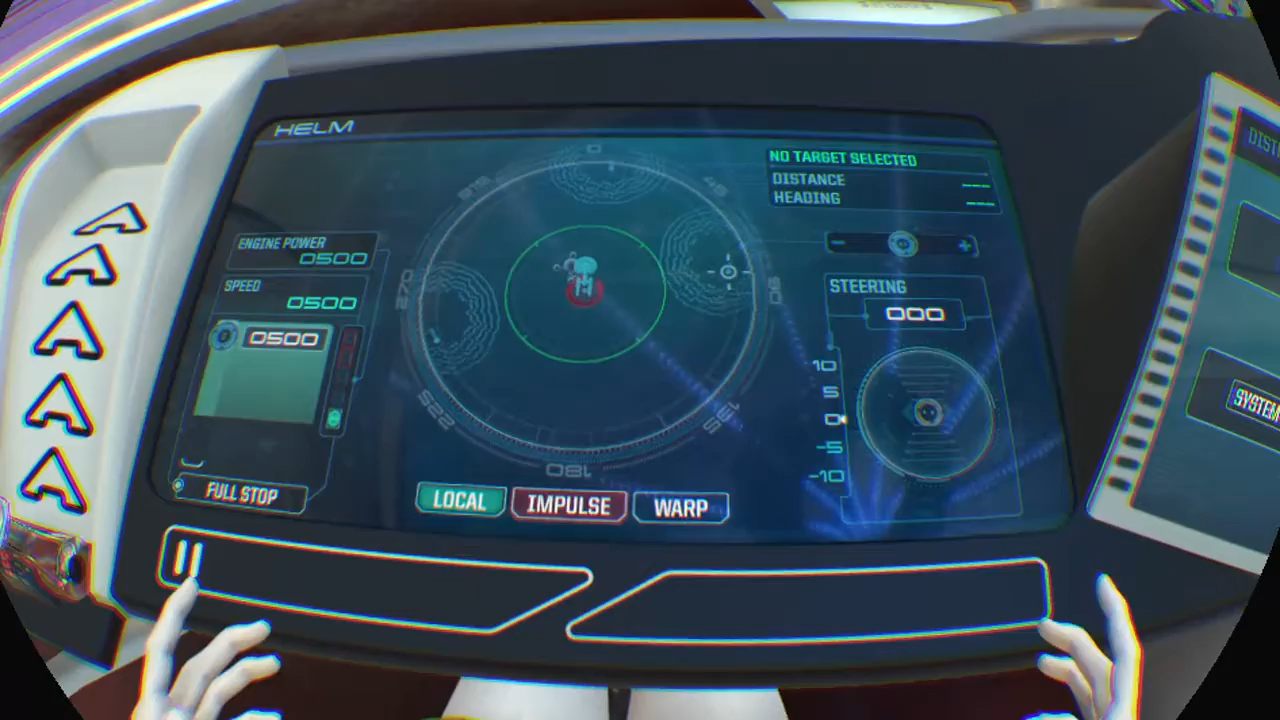 HELM
NO TARGET SELECTED
DISTANCE ---
HEADING ---
ENGINE POWER
0500
SPEED
0500
0500
FULL STOP
0
45
90
135
180
225
270
315
- +
STEERING
000
10
5
0
-5
-10
LOCAL IMPULSE WARP
SYSTEM